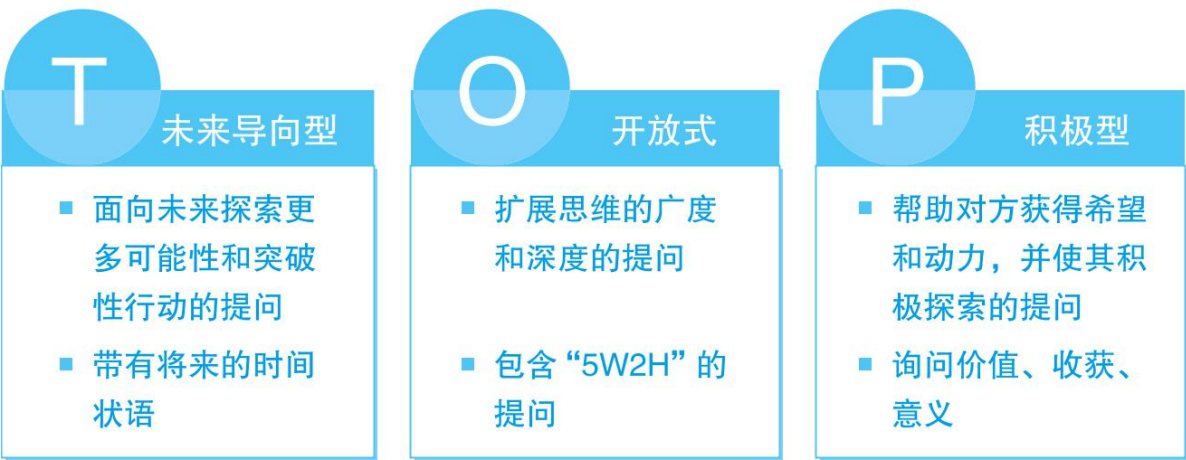 T
未来导向型
■ 面向未来探索更
多可能性和突破
性行动的提问
■ 带有将来的时间
状语
O
开放式
■ 扩展思维的广度
和深度的提问
■ 包含“5W2H”的
提问
P
积极型
■ 帮助对方获得希望
和动力，并使其积
极探索的提问
■ 询问价值、收获、
意义